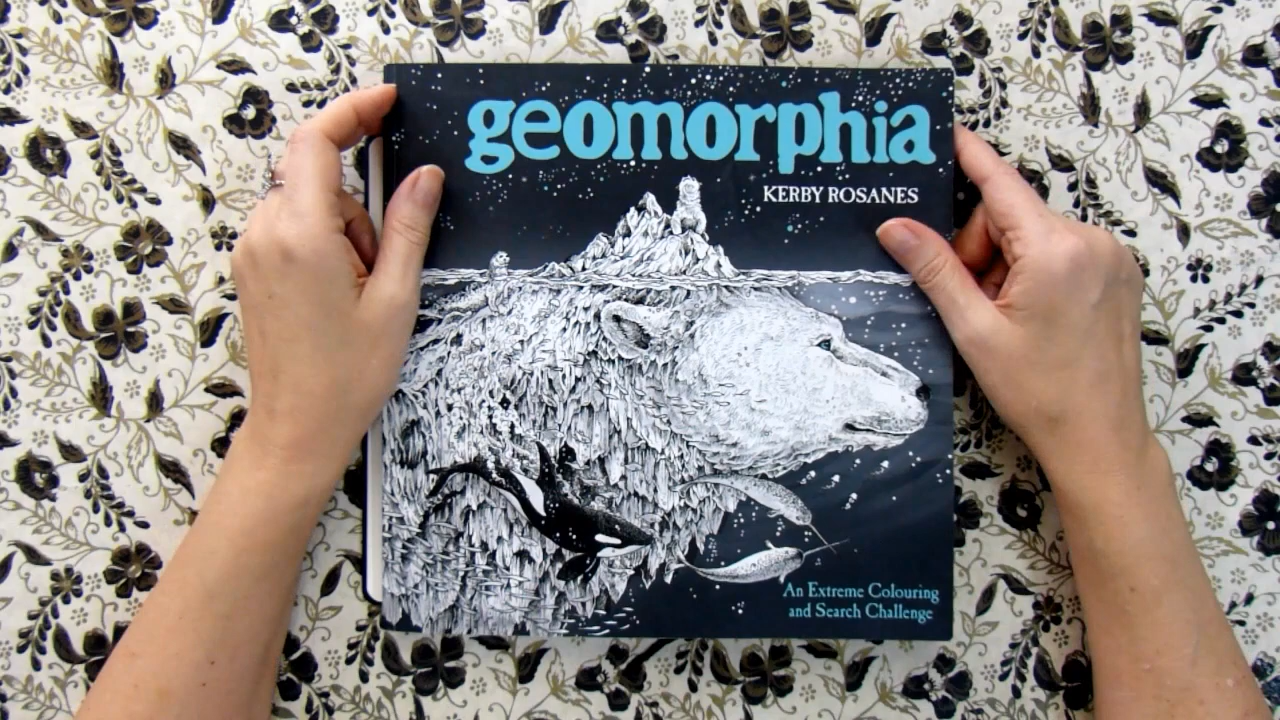 geomorphia
KERBY ROSANES
An Extreme Colouring
and Search Challenge